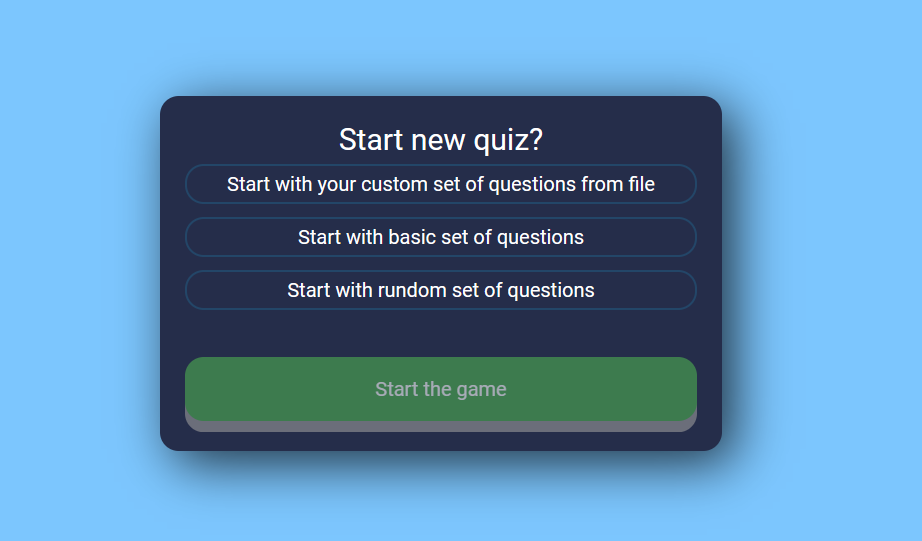 Start new quiz?
Start with your custom set of questions from file
Start with basic set of questions
Start with rundom set of questions
Start the game